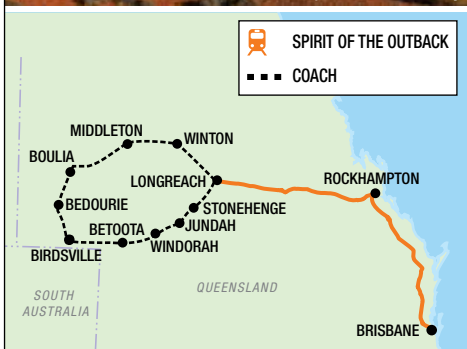 SPIRIT OF THE OUTBACK
COACH
MIDDLETON
WINTON
BOULIA
LONGREACH
ROCKHAMPTON
BEDOURIE
STONEHENGE
JUNDAH
BETOOTA
WINDORAH
BIRDSVILLE
SOUTH
AUSTRALIA
QUEENSLAND
BRISBANE